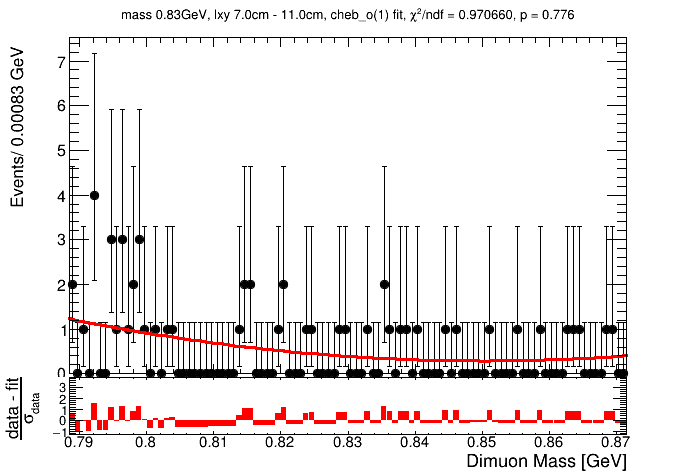 mass 0.83GeV, lxy 7.0cm - 11.0cm, cheb_o(1) fit, χ²/ndf = 0.970660, p = 0.776
Events/ 0.00083 GeV
7
6
5
4
3
2
1
0
data - fit
σdata
3
2
1
0
−1
0.79 0.8 0.81 0.82 0.83 0.84 0.85 0.86 0.87
Dimuon Mass [GeV]